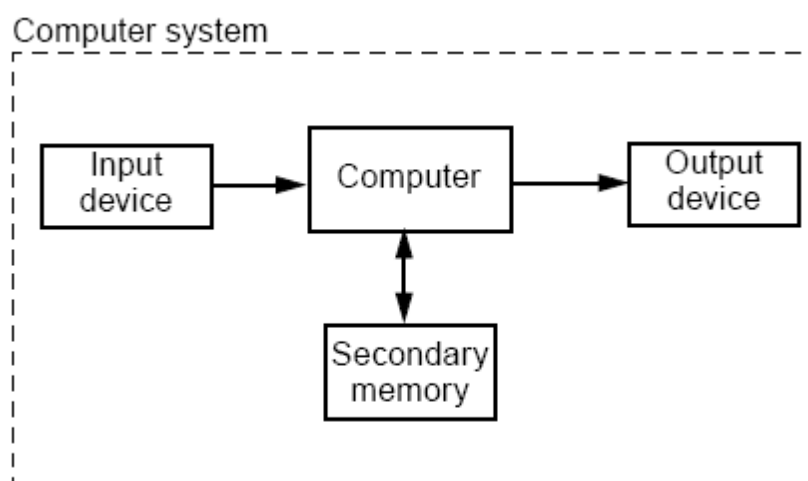 Computer system
Input
device
Computer
Output
device
Secondary
memory